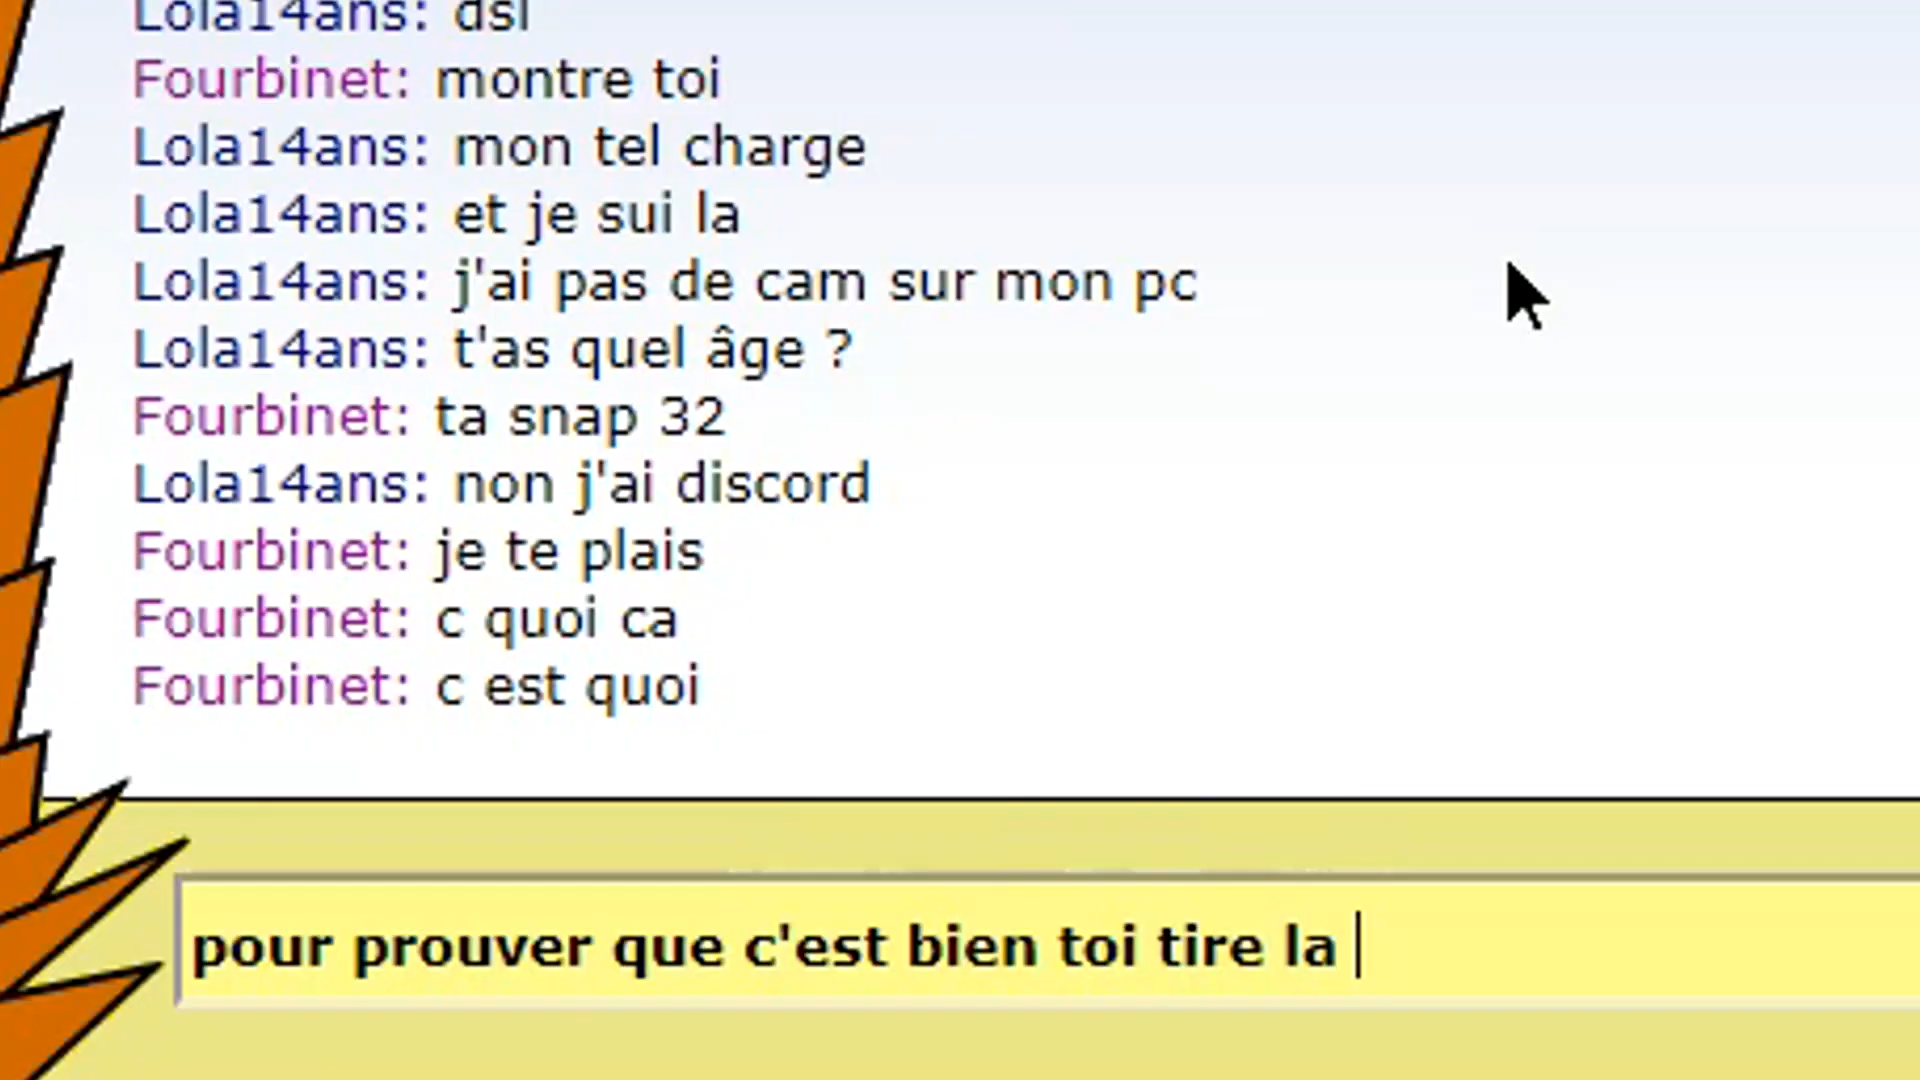 Lola14ans: dsl
Fourbinet: montre toi
Lola14ans: mon tel charge
Lola14ans: et je sui la
Lola14ans: j'ai pas de cam sur mon pc
Lola14ans: t'as quel âge ?
Fourbinet: ta snap 32
Lola14ans: non j'ai discord
Fourbinet: je te plais
Fourbinet: c quoi ca
Fourbinet: c est quoi
pour prouver que c'est bien toi tire la